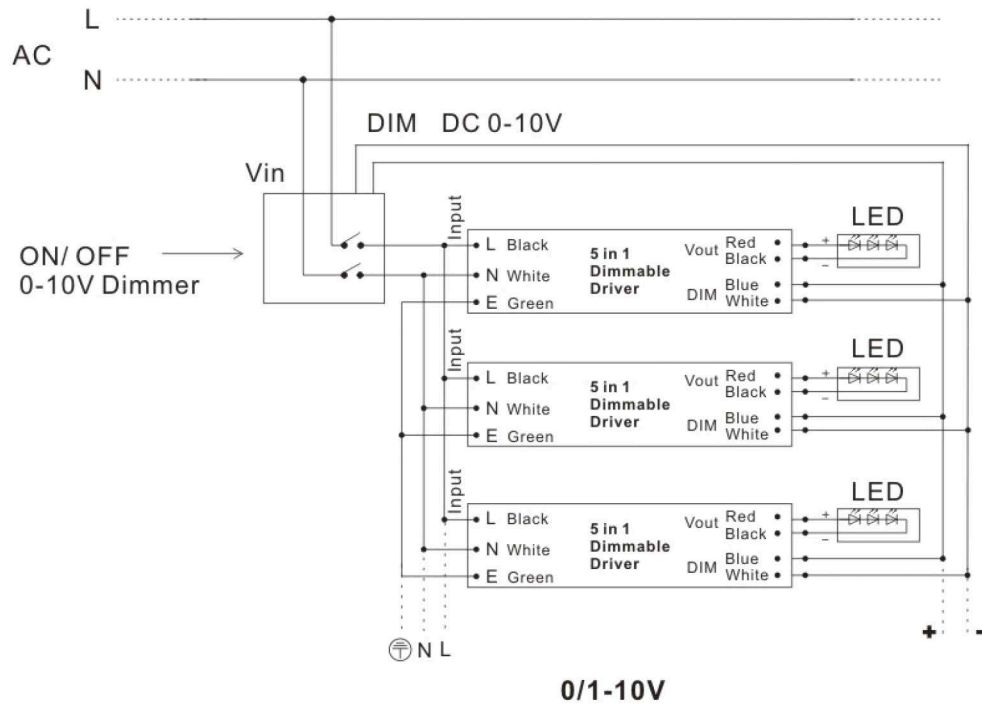 L
AC
N
DIM DC 0-10V
Vin
ON/ OFF
0-10V Dimmer
Input
L Black
N White
E Green
5 in 1
Dimmable
Driver
Vout Red
Black
DIM Blue
White
LED
+
–
Input
L Black
N White
E Green
5 in 1
Dimmable
Driver
Vout Red
Black
DIM Blue
White
LED
+
–
Input
L Black
N White
E Green
5 in 1
Dimmable
Driver
Vout Red
Black
DIM Blue
White
LED
+
–
N L
+ -
0/1-10V